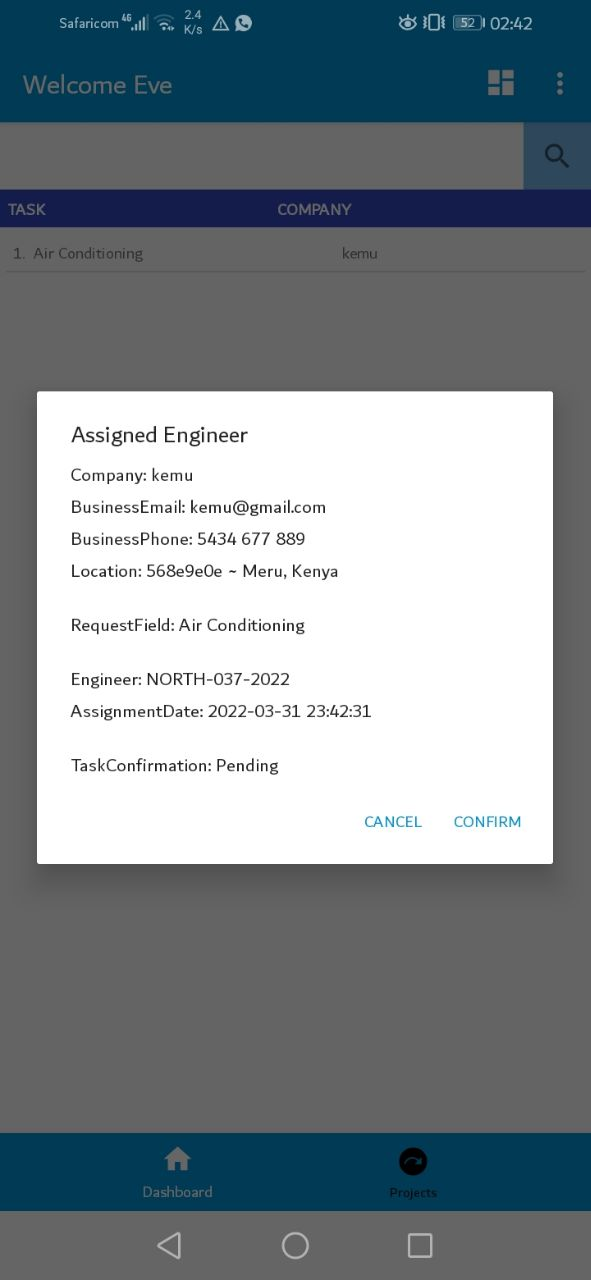 Safaricom 4G 2.4 K/s 52 02:42
Welcome Eve
TASK COMPANY
1. Air Conditioning kemu
Assigned Engineer
Company: kemu
BusinessEmail: kemu@gmail.com
BusinessPhone: 5434 677 889
Location: 568e9e0e ~ Meru, Kenya
RequestField: Air Conditioning
Engineer: NORTH-037-2022
AssignmentDate: 2022-03-31 23:42:31
TaskConfirmation: Pending
CANCEL CONFIRM
Dashboard Projects